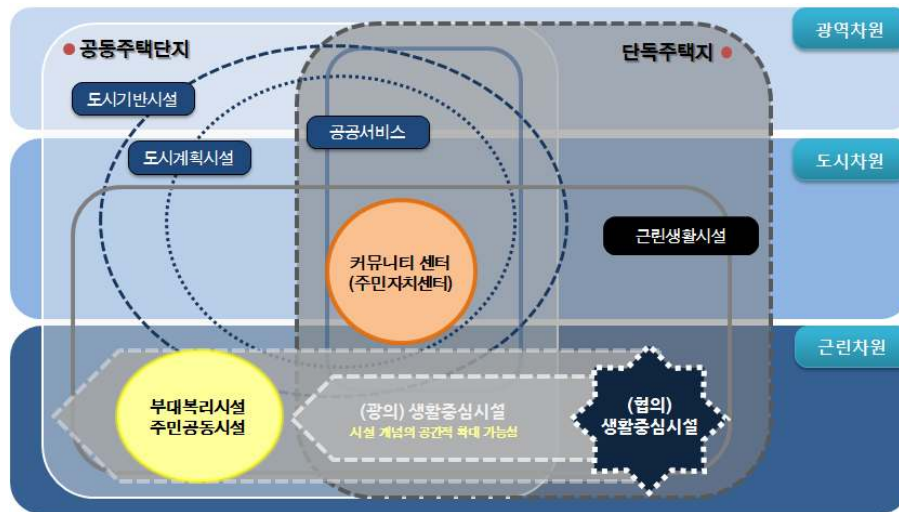 광역차원
공동주택단지
단독주택지
도시기반시설
공공서비스
도시계획시설
도시차원
근린생활시설
커뮤니티 센터
(주민자치센터)
근린차원
부대복리시설
주민공동시설
(광의) 생활중심시설
시설 개념의 공간적 확대 가능성
(협의)
생활중심시설